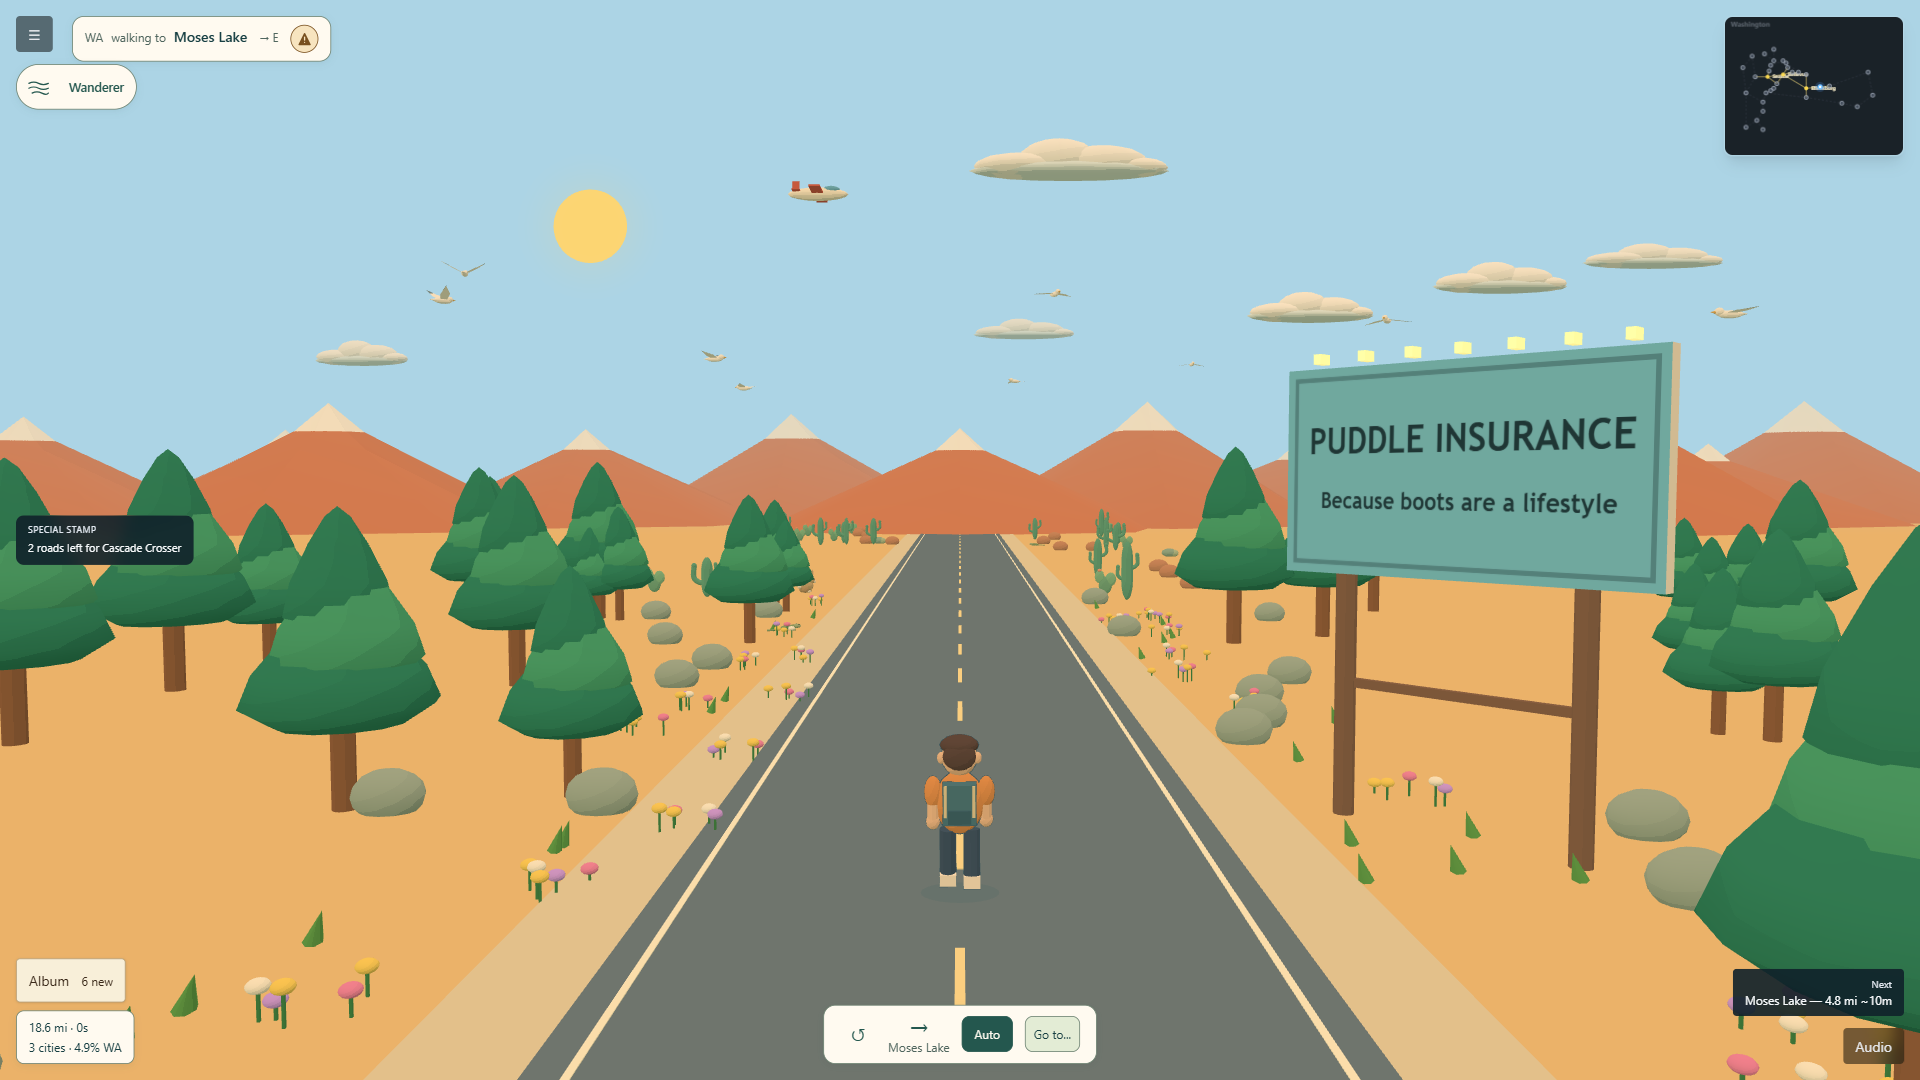 WA walking to Moses Lake → E
Washington
Wanderer
PUDDLE INSURANCE
Because boots are a lifestyle
SPECIAL STAMP
2 roads left for Cascade Crosser
Album 6 new
18.6 mi · 0s
3 cities · 4.9% WA
↺ → Moses Lake Auto Go to...
Next
Moses Lake — 4.8 mi ~10m
Audio